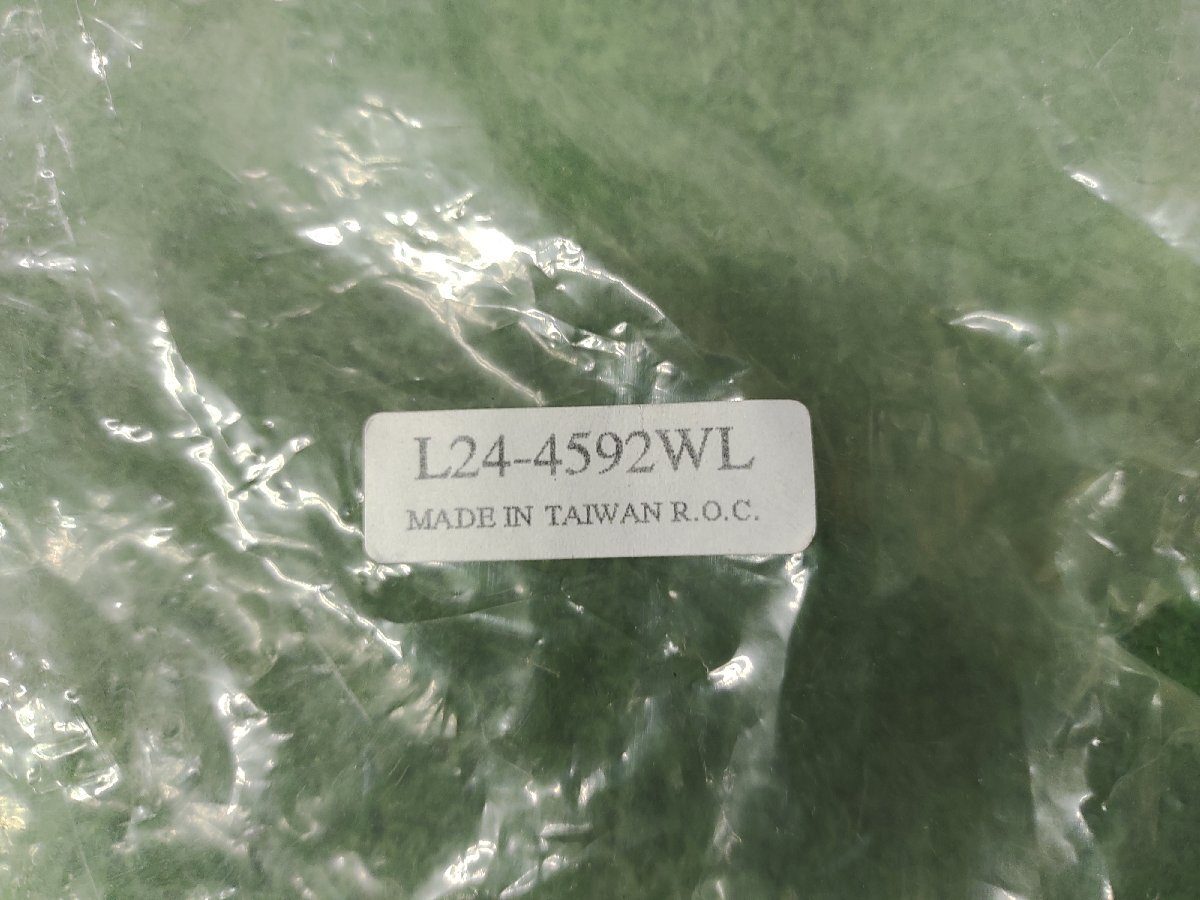 L24-4592WL
MADE IN TAIWAN R.O.C.